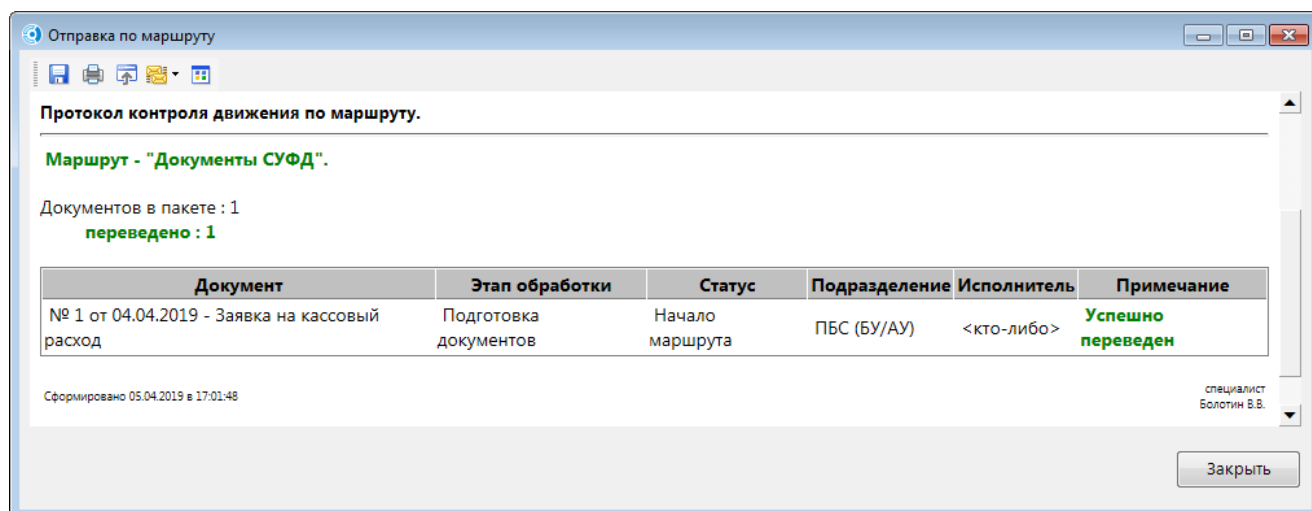 Отправка по маршруту
Протокол контроля движения по маршруту.
Маршрут - "Документы СУФД".
Документов в пакете : 1
переведено : 1
Документ Этап обработки Статус Подразделение Исполнитель Примечание
№ 1 от 04.04.2019 - Заявка на кассовый Подготовка Начало ПБС (БУ/АУ) <кто-либо> Успешно
расход документов маршрута переведен
Сформировано 05.04.2019 в 17:01:48
специалист
Болотин В.В.
Закрыть